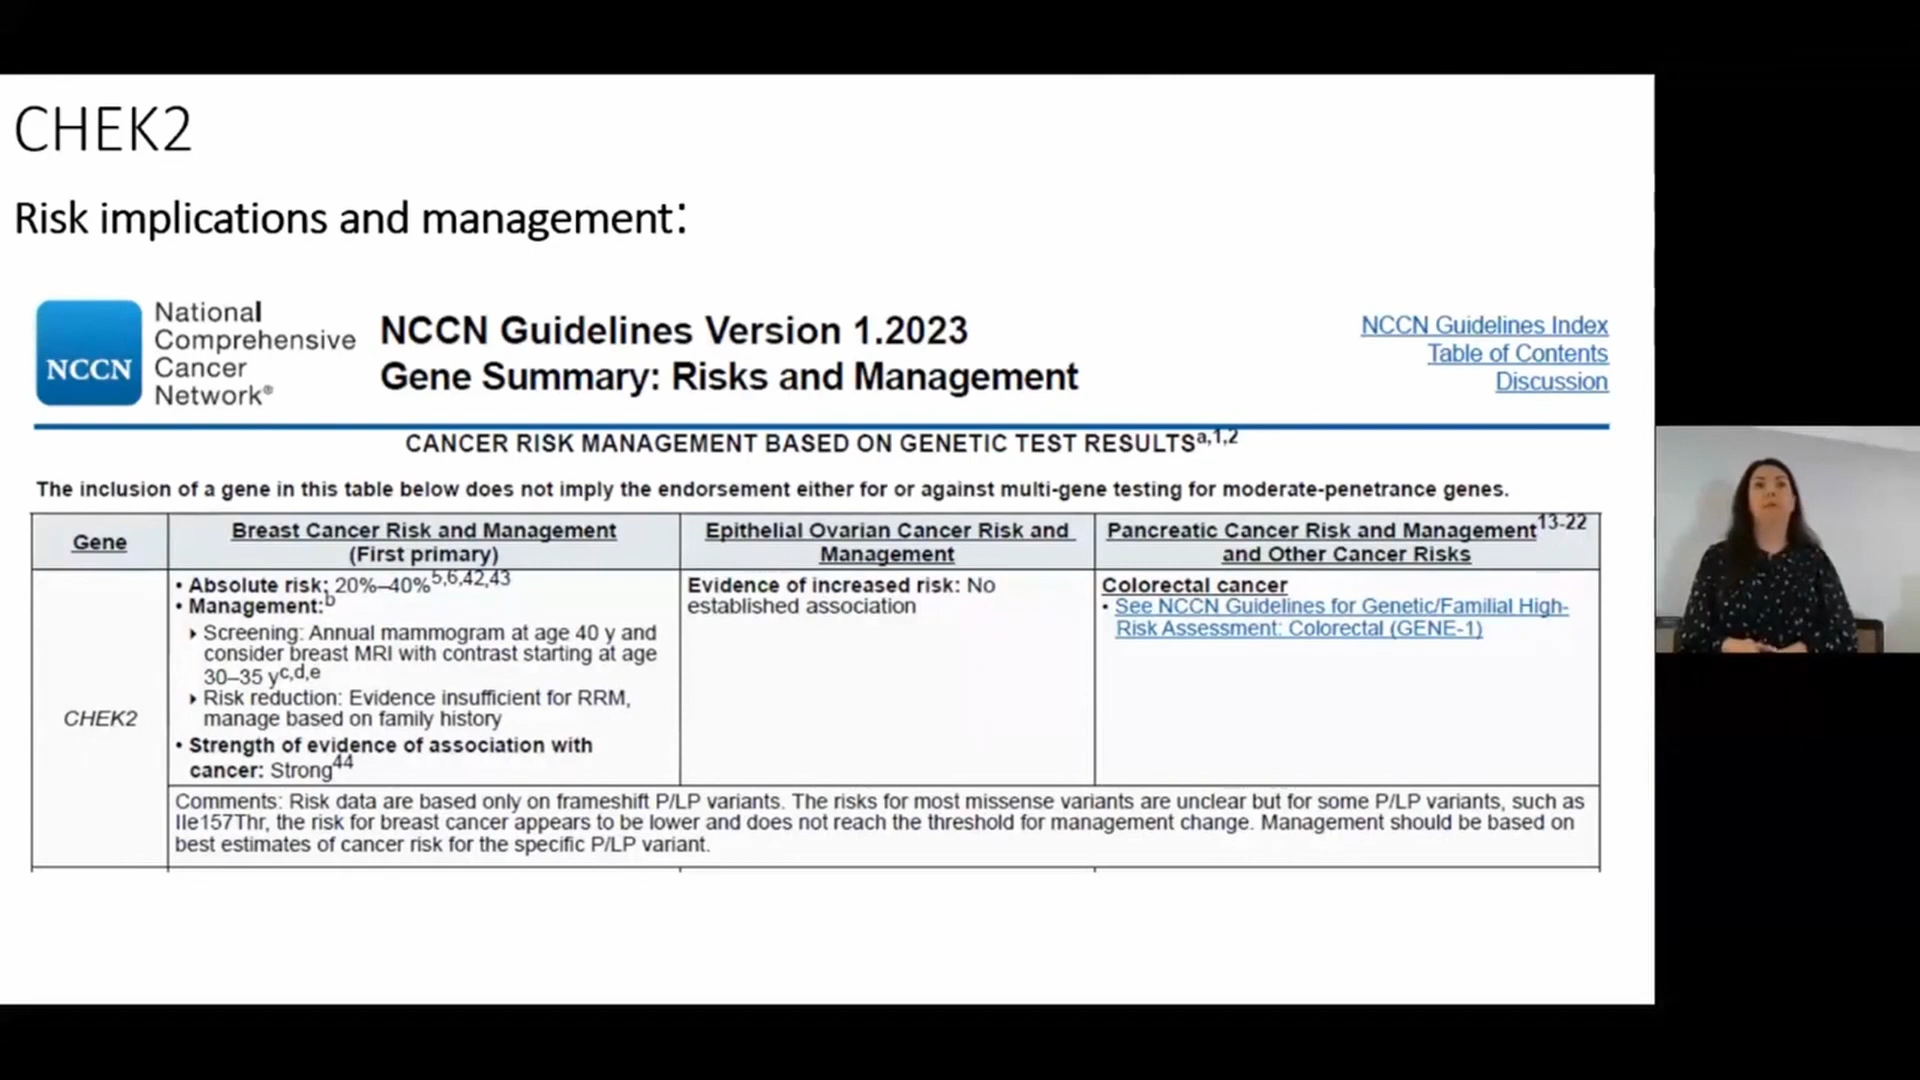 CHEK2
Risk implications and management:
NCCN
National
Comprehensive
Cancer
Network®
NCCN Guidelines Version 1.2023
Gene Summary: Risks and Management
NCCN Guidelines Index
Table of Contents
Discussion
CANCER RISK MANAGEMENT BASED ON GENETIC TEST RESULTSa,1,2
The inclusion of a gene in this table below does not imply the endorsement either for or against multi-gene testing for moderate-penetrance genes.
Gene
Breast Cancer Risk and Management
(First primary)
Epithelial Ovarian Cancer Risk and
Management
Pancreatic Cancer Risk and Management13-22
and Other Cancer Risks
CHEK2
• Absolute risk: 20%–40%5,6,42,43
• Management:b
Screening: Annual mammogram at age 40 y and
consider breast MRI with contrast starting at age
30–35 yc,d,e
Risk reduction: Evidence insufficient for RRM,
manage based on family history
• Strength of evidence of association with
cancer: Strong44
Evidence of increased risk: No
established association
Colorectal cancer
• See NCCN Guidelines for Genetic/Familial High-
Risk Assessment: Colorectal (GENE-1)
Comments: Risk data are based only on frameshift P/LP variants. The risks for most missense variants are unclear but for some P/LP variants, such as
Ile157Thr, the risk for breast cancer appears to be lower and does not reach the threshold for management change. Management should be based on
best estimates of cancer risk for the specific P/LP variant.